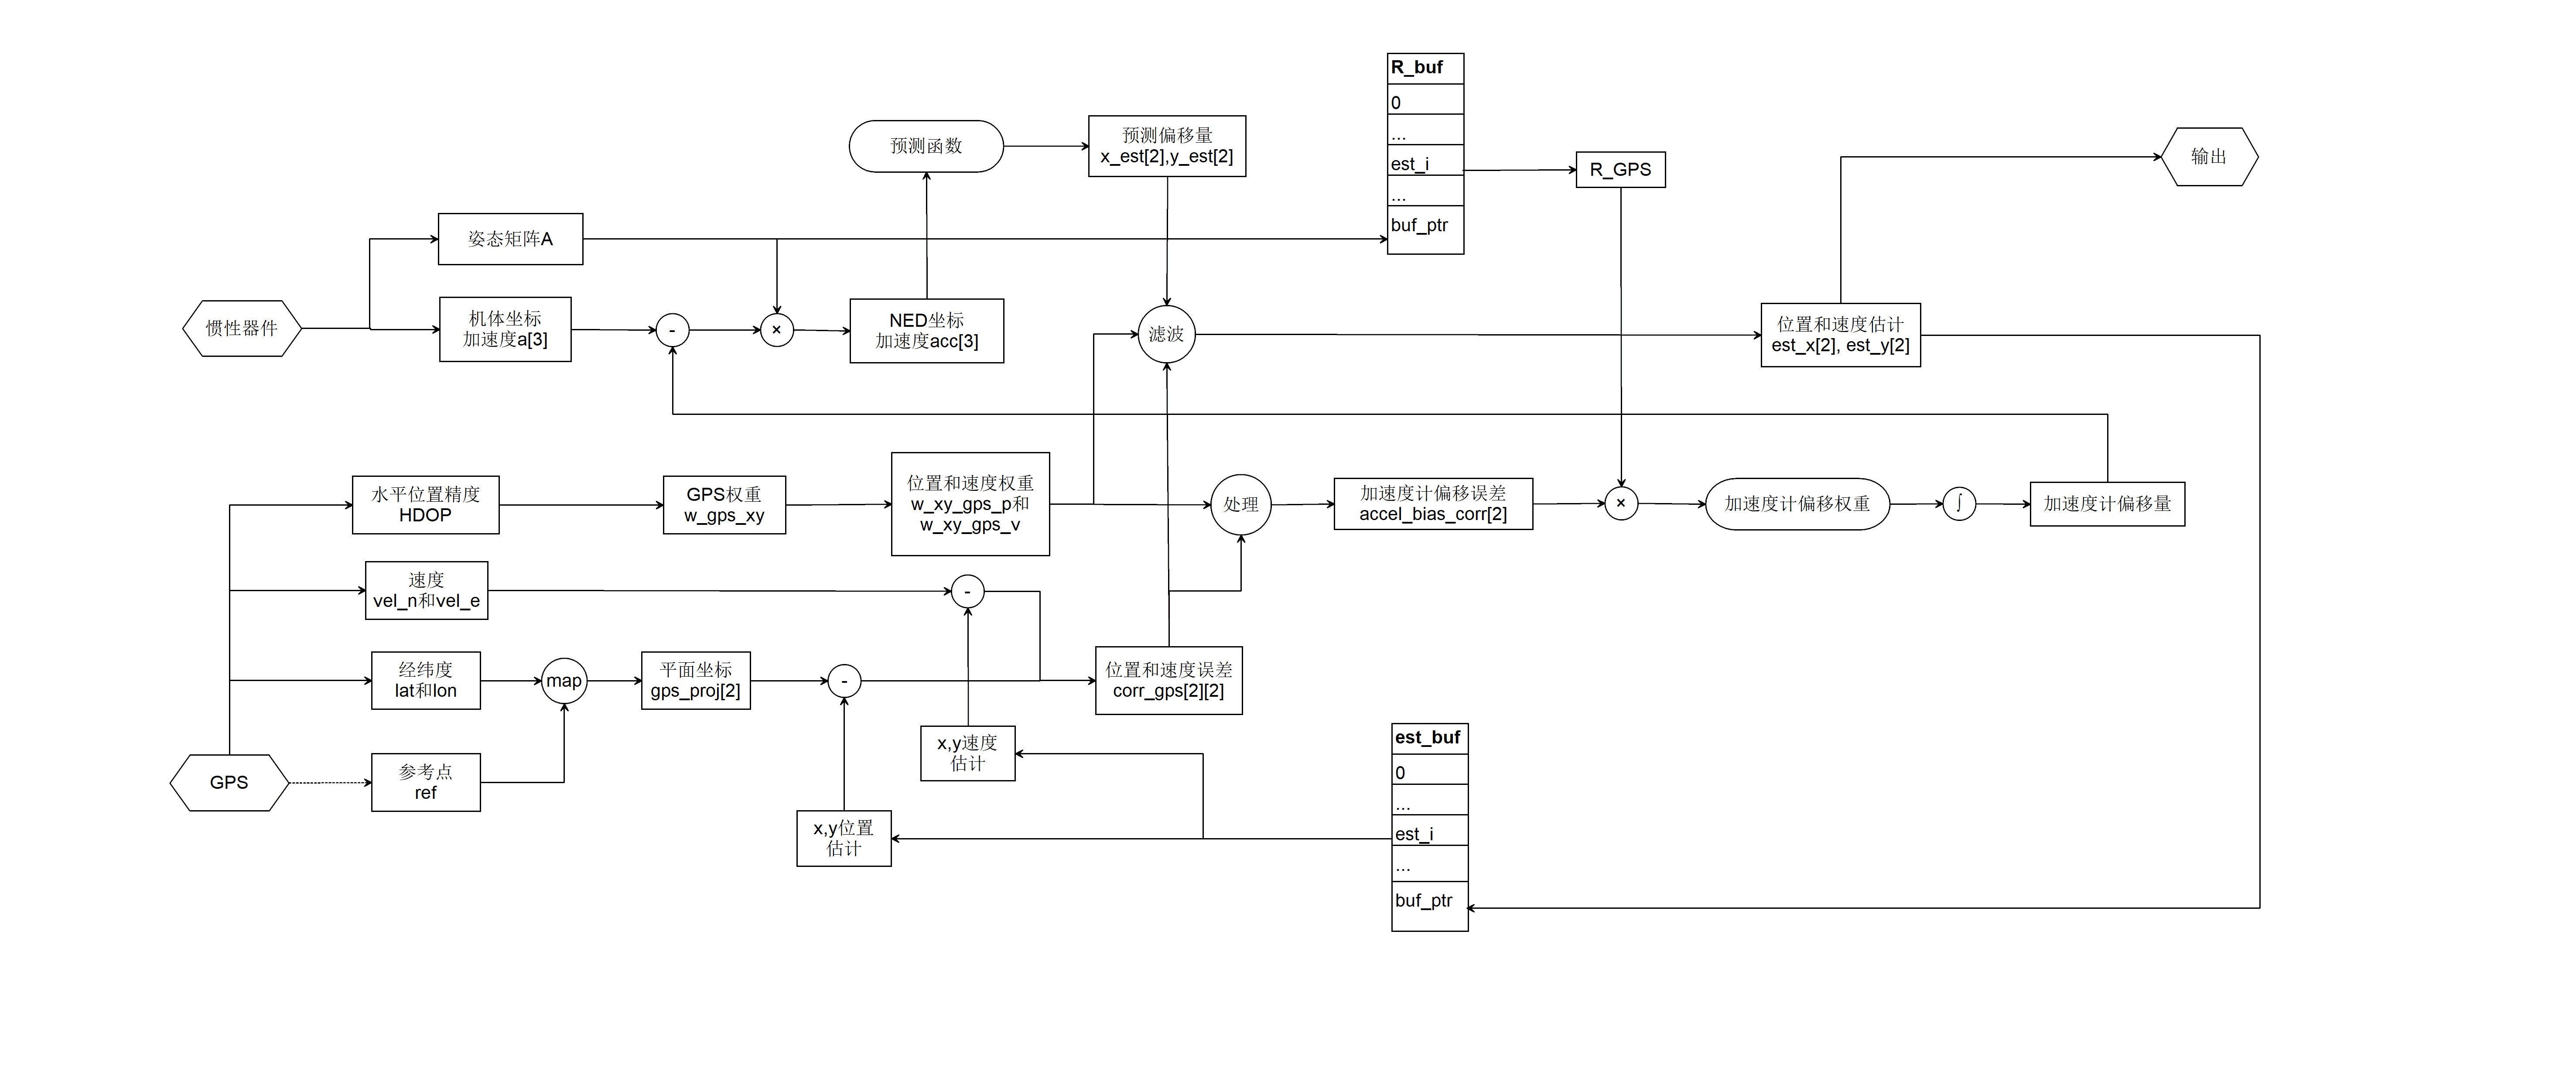 R_buf
0
...
est_i
...
buf_ptr
预测函数
预测偏移量
x_est[2],y_est[2]
R_GPS
输出
姿态矩阵A
惯性器件
机体坐标
加速度a[3]
-
×
NED坐标
加速度acc[3]
滤波
位置和速度估计
est_x[2], est_y[2]
水平位置精度
HDOP
GPS权重
w_gps_xy
位置和速度权重
w_xy_gps_p和
w_xy_gps_v
处理
加速度计偏移误差
accel_bias_corr[2]
×
加速度计偏移权重
∫
加速度计偏移量
速度
vel_n和vel_e
-
经纬度
lat和lon
map
平面坐标
gps_proj[2]
-
位置和速度误差
corr_gps[2][2]
GPS
参考点
ref
x,y速度
估计
x,y位置
估计
est_buf
0
...
est_i
...
buf_ptr